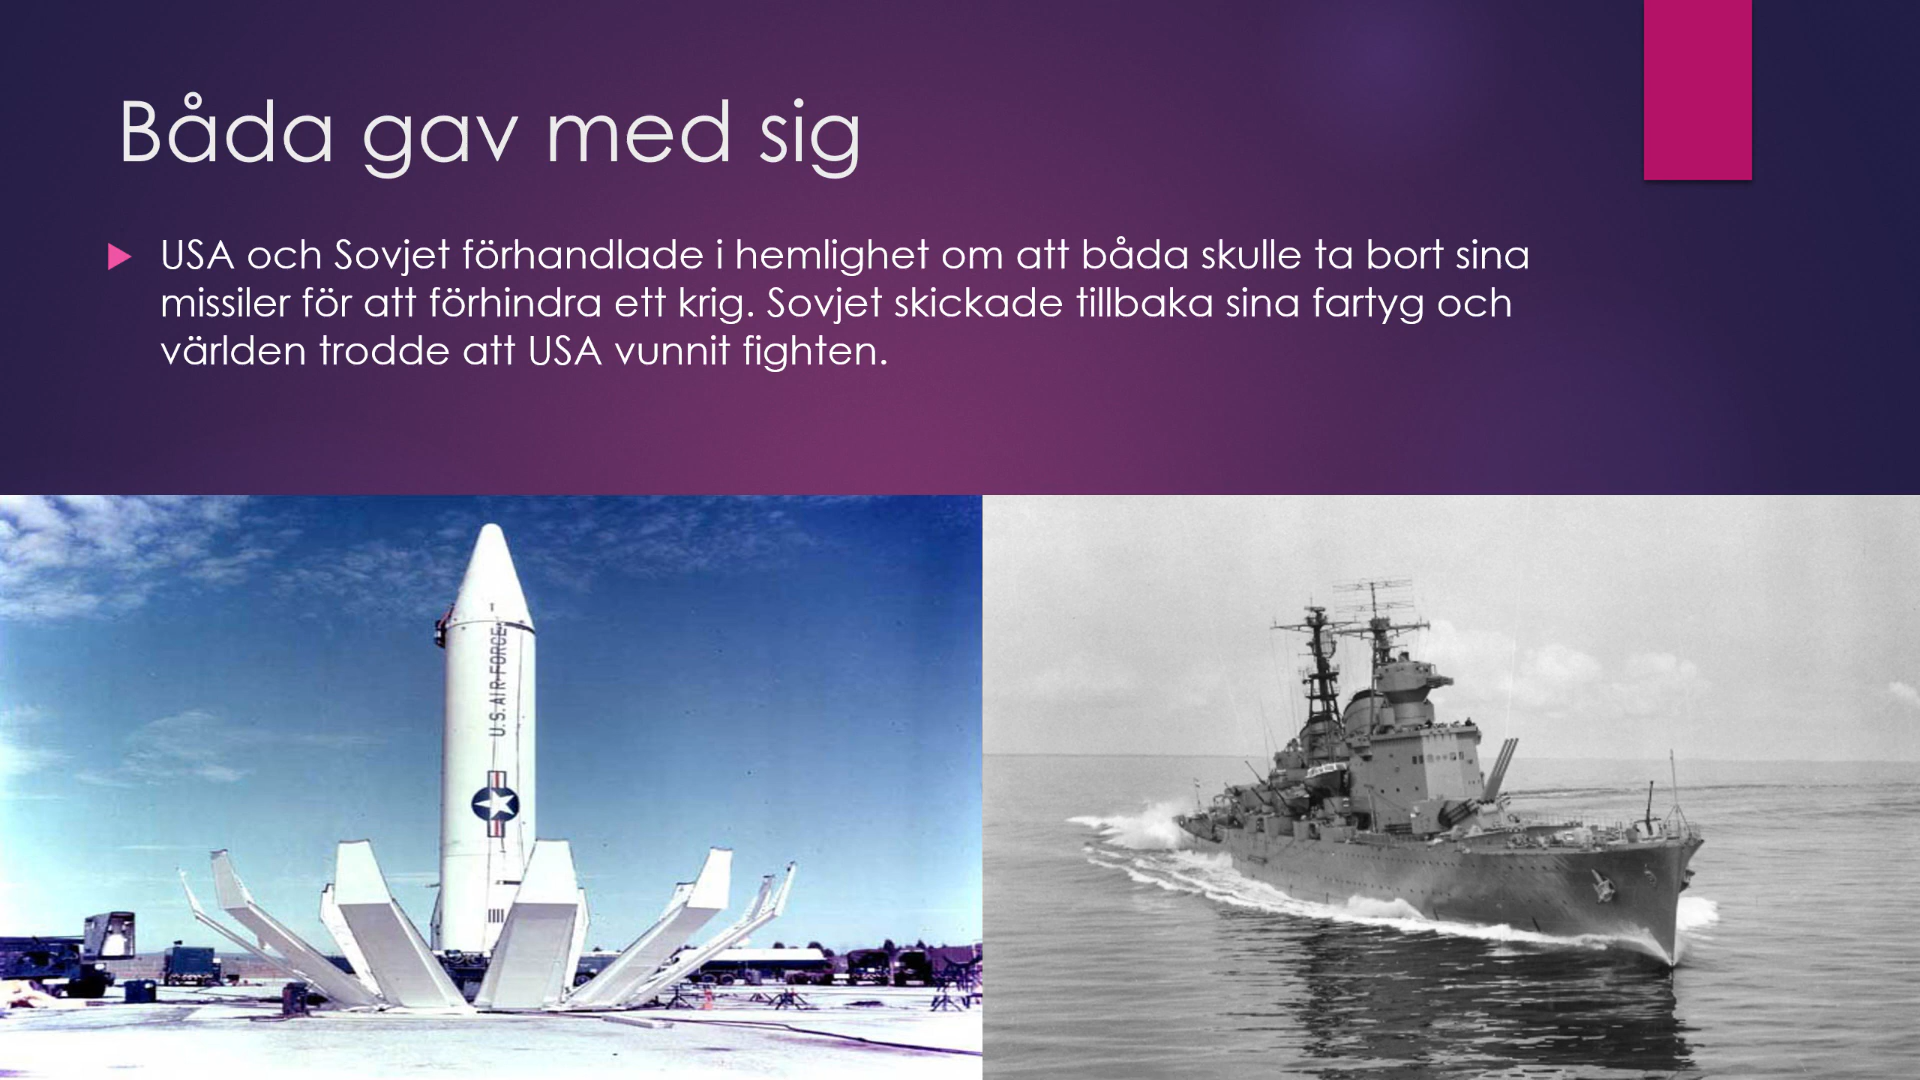 Båda gav med sig
USA och Sovjet förhandlade i hemlighet om att båda skulle ta bort sina
missiler för att förhindra ett krig. Sovjet skickade tillbaka sina fartyg och
världen trodde att USA vunnit fighten.
U.S. AIR FORCE